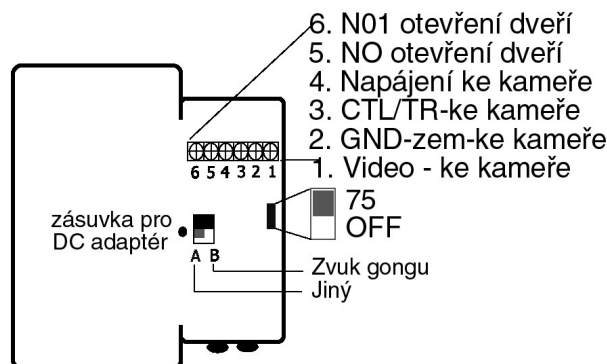 6. N01 otevření dveří
5. NO otevření dveří
4. Napájení ke kameře
3. CTL/TR-ke kameře
2. GND-zem-ke kameře
1. Video - ke kameře
6 5 4 3 2 1
75
OFF
zásuvka pro
DC adaptér
A B
Zvuk gongu
Jiný